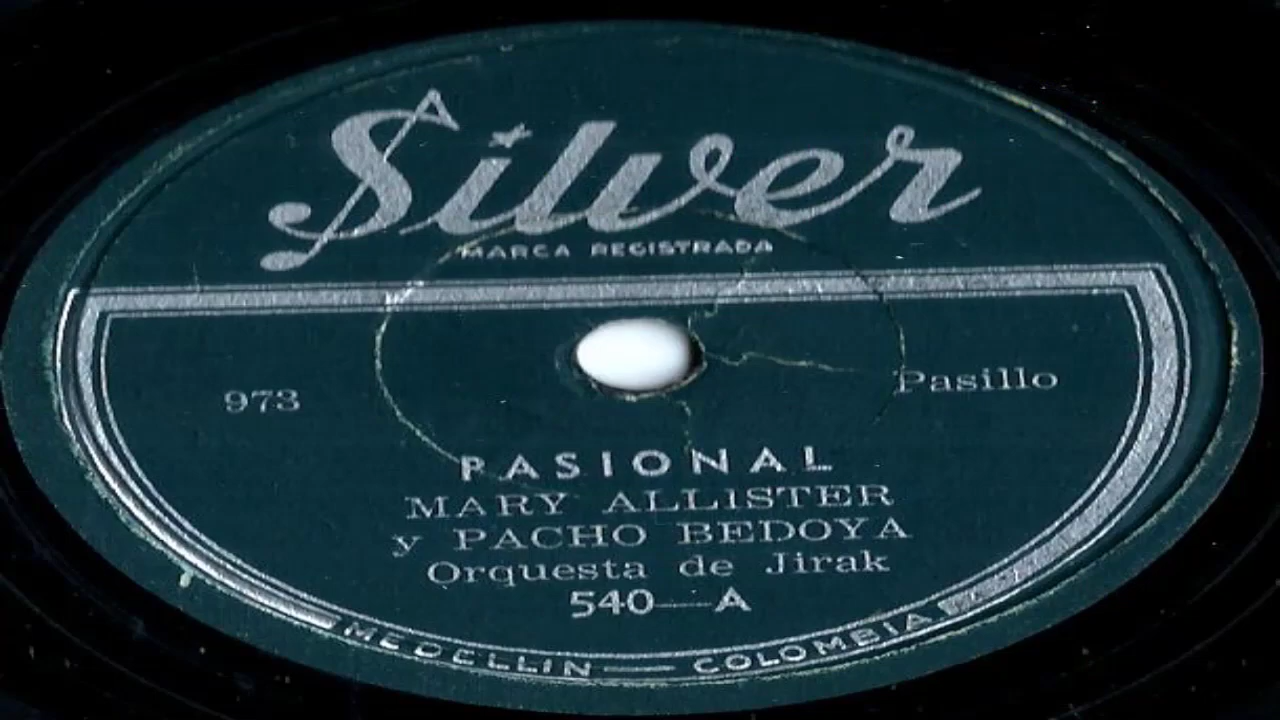 Silver
MARCA REGISTRADA
973
Pasillo
PASIONAL
MARY ALLISTER
y PACHO BEDOYA
Orquesta de Jirak
540—A
MEDELLIN — COLOMBIA